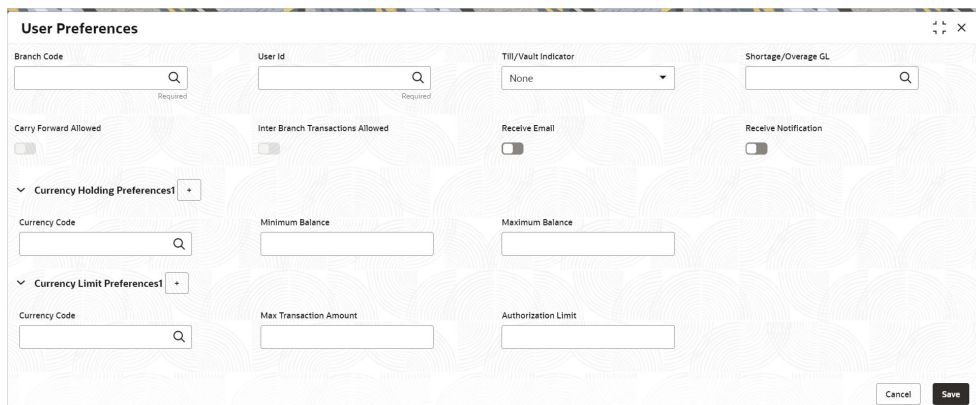 User Preferences
Branch Code User Id Till/Vault Indicator Shortage/Overage GL
None
Required Required
Carry Forward Allowed Inter Branch Transactions Allowed Receive Email Receive Notification
Currency Holding Preferences1 +
Currency Code Minimum Balance Maximum Balance
Currency Limit Preferences1 +
Currency Code Max Transaction Amount Authorization Limit
Cancel Save